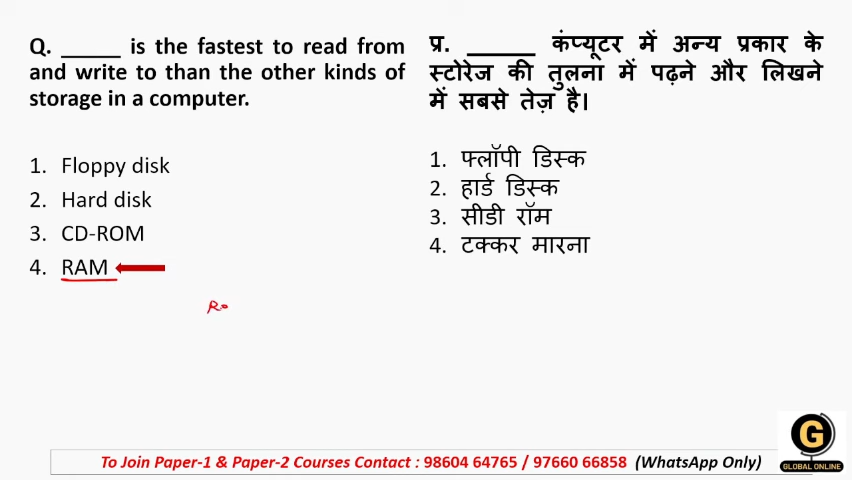 Q. _____ is the fastest to read from
and write to than the other kinds of
storage in a computer.
1. Floppy disk
2. Hard disk
3. CD-ROM
4. RAM
प्र. _____ कंप्यूटर में अन्य प्रकार के
स्टोरेज की तुलना में पढ़ने और लिखने
में सबसे तेज़ है।
1. फ्लॉपी डिस्क
2. हार्ड डिस्क
3. सीडी रॉम
4. टक्कर मारना
G
GLOBAL ONLINE
To Join Paper-1 & Paper-2 Courses Contact : 98604 64765 / 97660 66858 (WhatsApp Only)